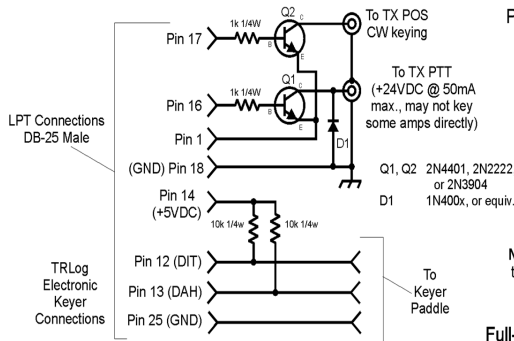 Q2
C
B
E
1k 1/4W
Pin 17
To TX POS
CW keying
P
Q1
C
B
E
1k 1/4W
Pin 16
To TX PTT
(+24VDC @ 50mA
max., may not key
some amps directly)
LPT Connections
DB-25 Male
Pin 1
D1
(GND) Pin 18
Q1, Q2 2N4401, 2N2222
or 2N3904
D1 1N400x, or equiv.
Pin 14
(+5VDC)
10k 1/4w
10k 1/4w
Pin 12 (DIT)
Pin 13 (DAH)
Pin 25 (GND)
TRLog
Electronic
Keyer
Connections
To
Keyer
Paddle
N
t
Full-